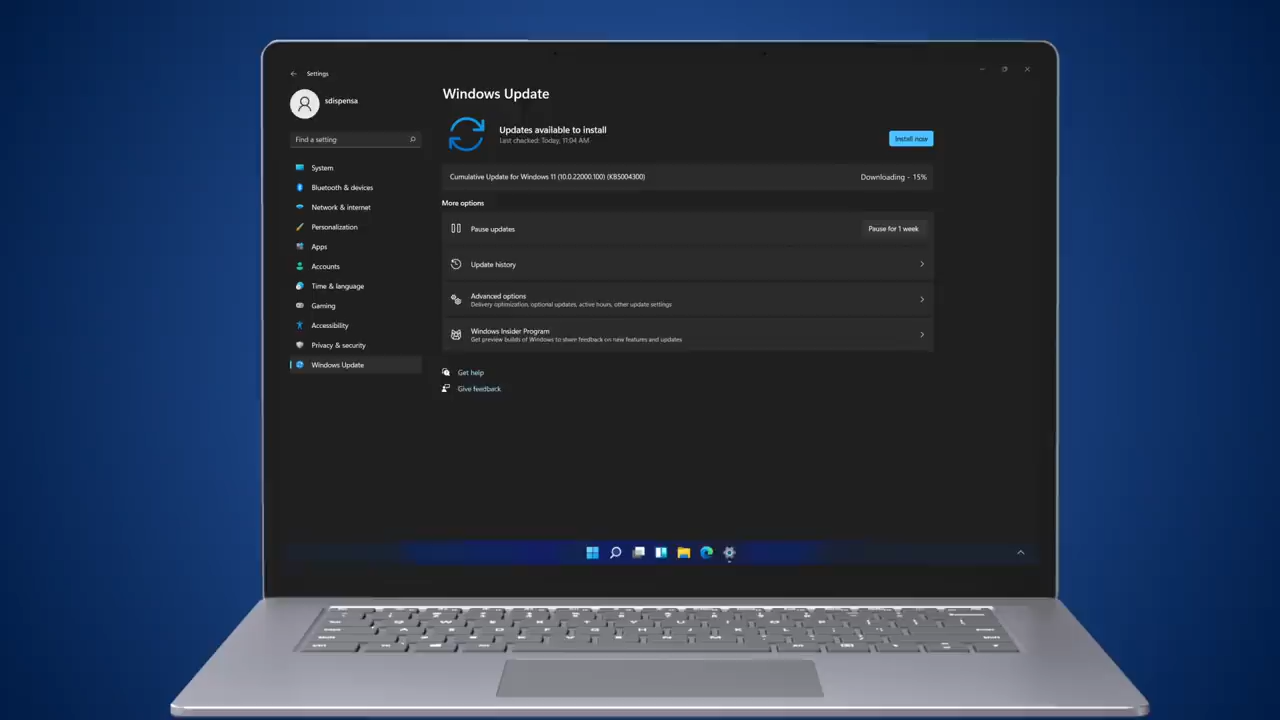 Settings
sdispensa
Find a setting
System
Bluetooth & devices
Network & internet
Personalization
Apps
Accounts
Time & language
Gaming
Accessibility
Privacy & security
Windows Update
Windows Update
Updates available to install
Last checked: Today, 11:04 AM
Install now
Cumulative Update for Windows 11 (10.0.22000.100) (KB5004300)
Downloading - 15%
More options
Pause updates
Pause for 1 week
Update history
Advanced options
Delivery optimization, optional updates, active hours, other update settings
Windows Insider Program
Get preview builds of Windows to share feedback on new features and updates
Get help
Give feedback